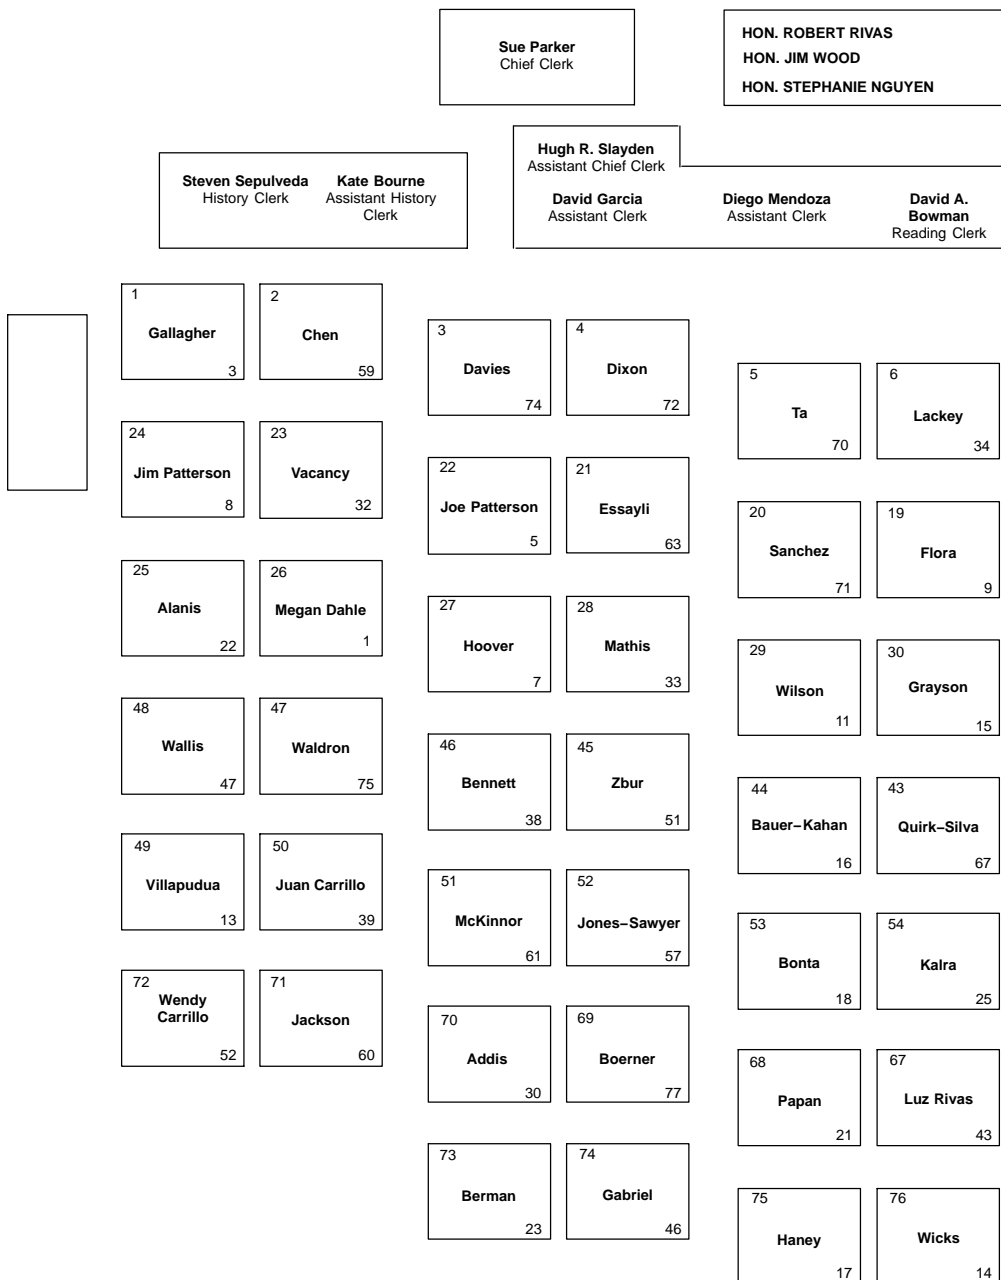 Sue Parker
Chief Clerk
HON. ROBERT RIVAS
HON. JIM WOOD
HON. STEPHANIE NGUYEN
Hugh R. Slayden
Assistant Chief Clerk
Steven Sepulveda
History Clerk
Kate Bourne
Assistant History
Clerk
David Garcia
Assistant Clerk
Diego Mendoza
Assistant Clerk
David A.
Bowman
Reading Clerk
1
Gallagher
3
2
Chen
59
3
Davies
74
4
Dixon
72
5
Ta
70
6
Lackey
34
24
Jim Patterson
8
23
Vacancy
32
22
Joe Patterson
5
21
Essayli
63
20
Sanchez
71
19
Flora
9
25
Alanis
22
26
Megan Dahle
1
27
Hoover
7
28
Mathis
33
29
Wilson
11
30
Grayson
15
48
Wallis
47
47
Waldron
75
46
Bennett
38
45
Zbur
51
44
Bauer−Kahan
16
43
Quirk−Silva
67
49
Villapudua
13
50
Juan Carrillo
39
51
McKinnor
61
52
Jones−Sawyer
57
53
Bonta
18
54
Kalra
25
72
Wendy
Carrillo
52
71
Jackson
60
70
Addis
30
69
Boerner
77
68
Papan
21
67
Luz Rivas
43
73
Berman
23
74
Gabriel
46
75
Haney
17
76
Wicks
14